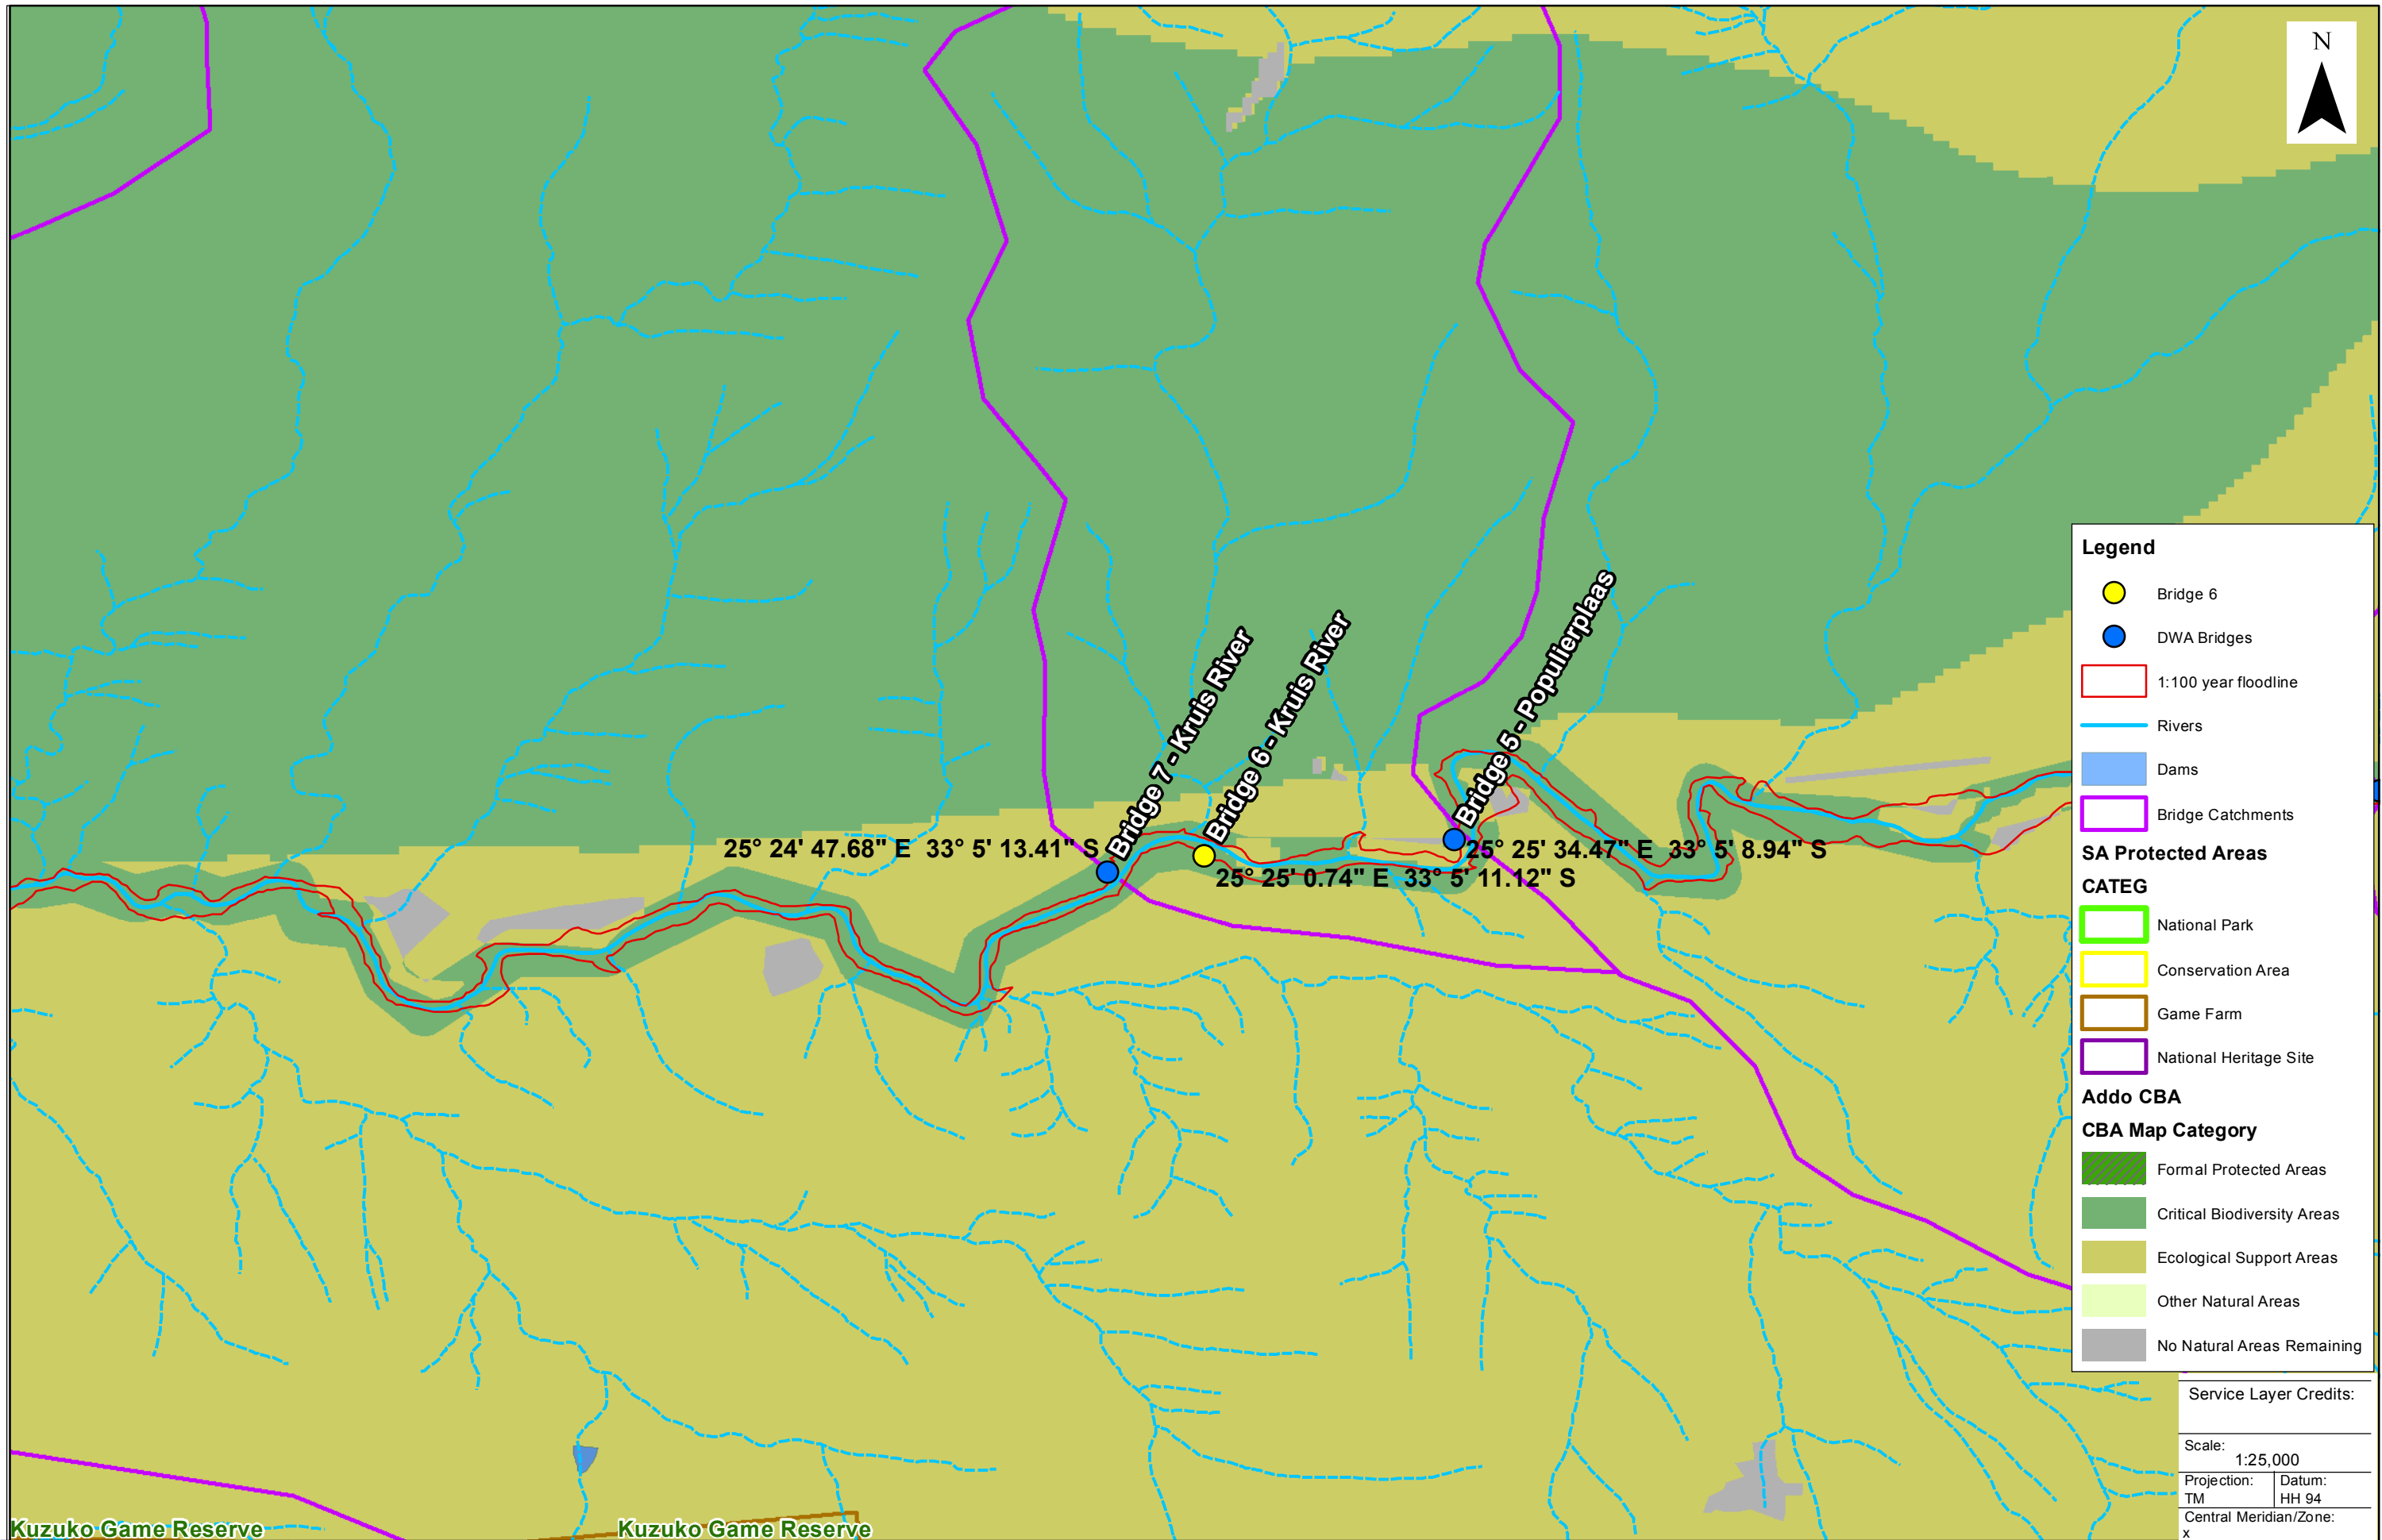 N
Bridge 7 - Kruis River
Bridge 6 - Kruis River
Bridge 5 - Populierplaas
25° 24' 47.68" E  33° 5' 13.41" S
25° 25' 0.74" E  33° 5' 11.12" S
25° 25' 34.47" E  33° 5' 8.94" S
Kuzuko Game Reserve
Kuzuko Game Reserve
Legend
Bridge 6
DWA Bridges
1:100 year floodline
Rivers
Dams
Bridge Catchments
SA Protected Areas
CATEG
National Park
Conservation Area
Game Farm
National Heritage Site
Addo CBA
CBA Map Category
Formal Protected Areas
Critical Biodiversity Areas
Ecological Support Areas
Other Natural Areas
No Natural Areas Remaining
Service Layer Credits:
Scale:
1:25,000
Projection:
TM
Datum:
HH 94
Central Meridian/Zone:
x